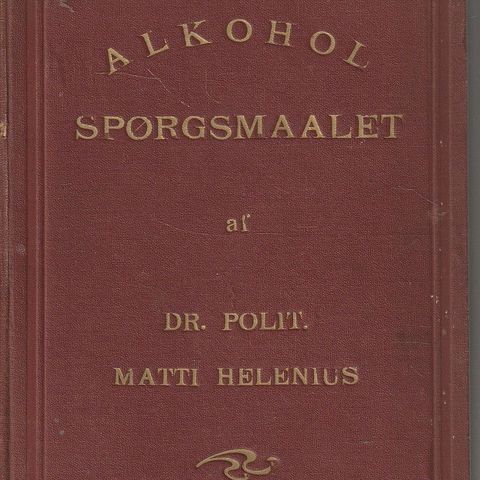 ALKOHOL
SPØRGSMAALET
af
DR. POLIT.
MATTI HELENIUS